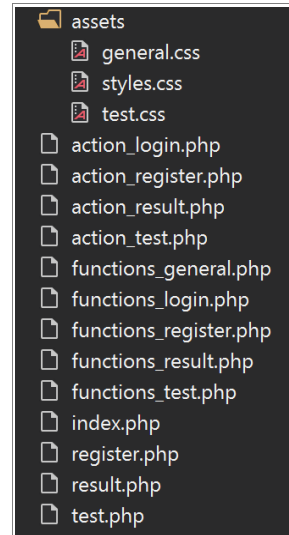 assets
general.css
styles.css
test.css
action_login.php
action_register.php
action_result.php
action_test.php
functions_general.php
functions_login.php
functions_register.php
functions_result.php
functions_test.php
index.php
register.php
result.php
test.php